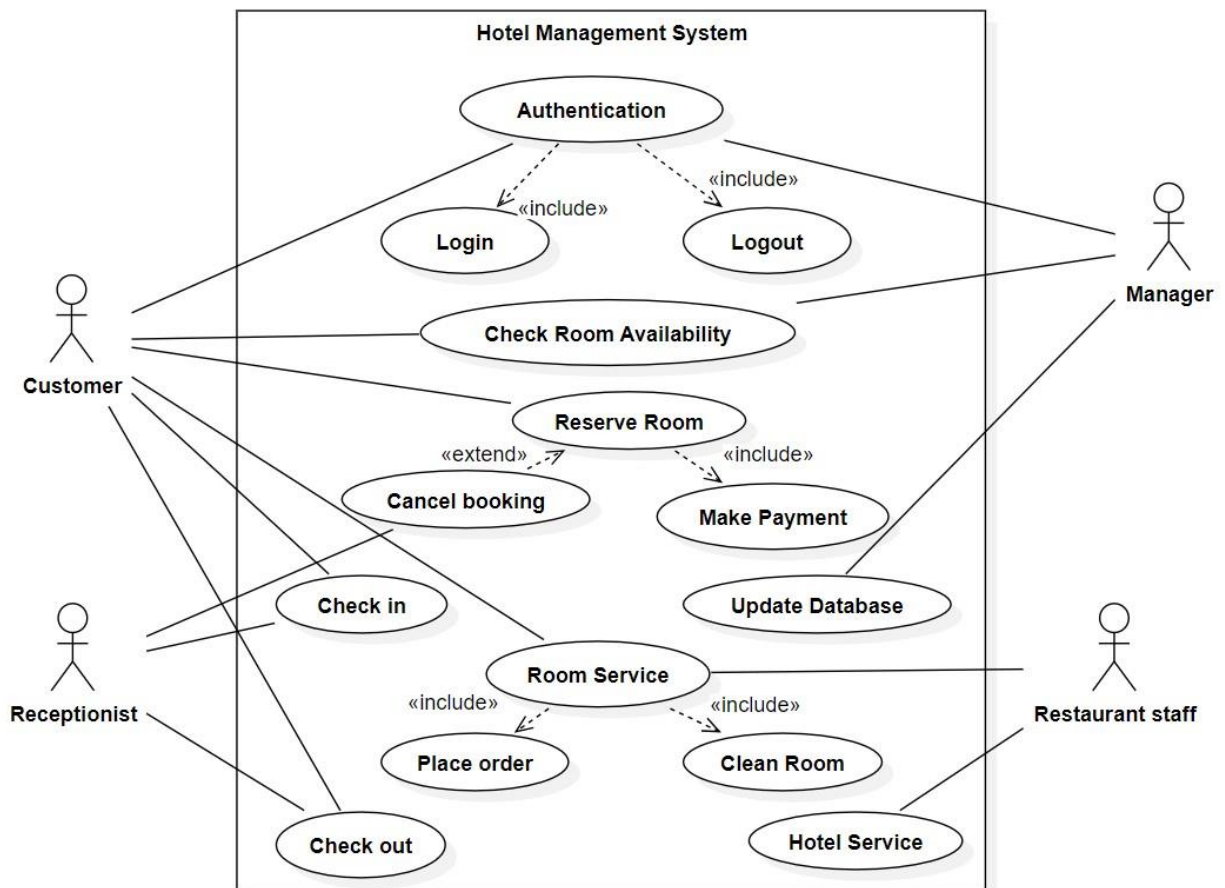 Hotel Management System
Authentication
«include»
«include»
Login
Logout
Manager
Customer
Check Room Availability
Reserve Room
«extend»
«include»
Cancel booking
Make Payment
Check in
Update Database
Receptionist
Room Service
Restaurant staff
«include»
«include»
Place order
Clean Room
Check out
Hotel Service